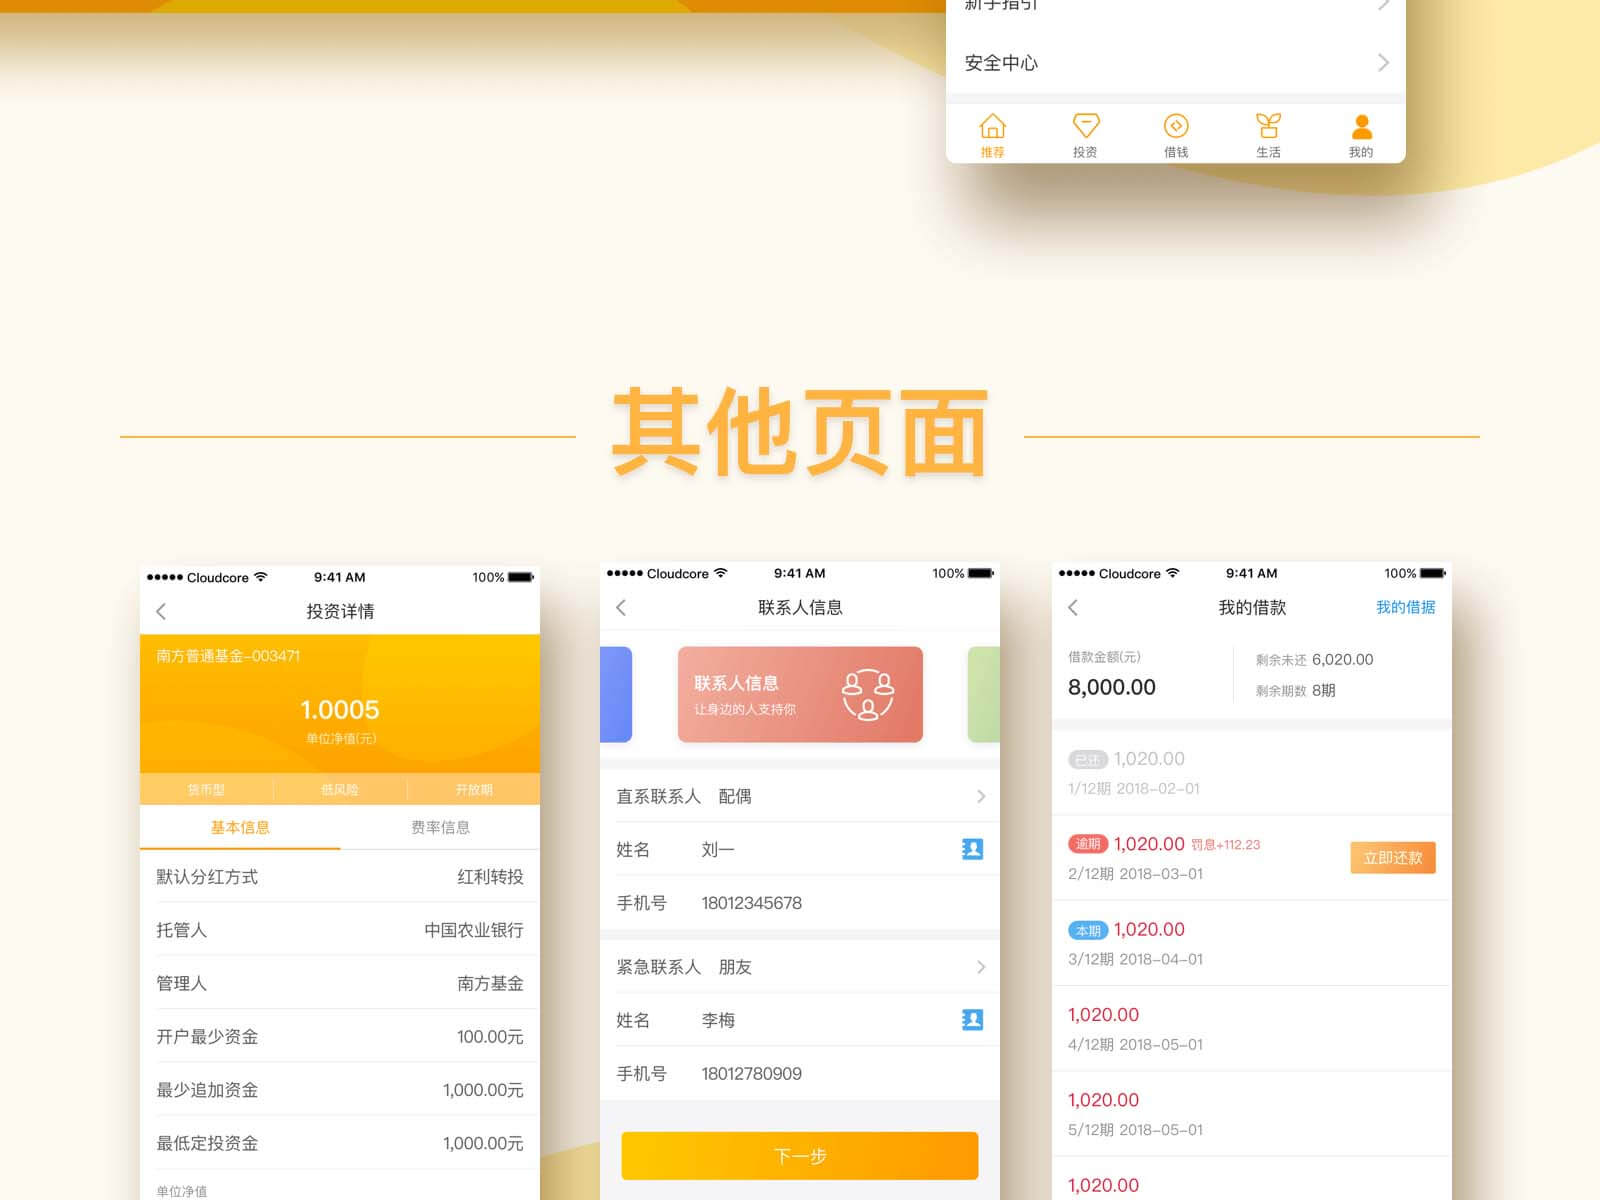 新手指引
安全中心
推荐 投资 借钱 生活 我的
其他页面
Cloudcore 9:41 AM 100%
投资详情
南方普通基金-003471
1.0005
单位净值(元)
货币型 低风险 开放期
基本信息 费率信息
默认分红方式 红利转投
托管人 中国农业银行
管理人 南方基金
开户最少资金 100.00元
最少追加资金 1,000.00元
最低定投资金 1,000.00元
单位净值
Cloudcore 9:41 AM 100%
联系人信息
联系人信息
让身边的人支持你
直系联系人 配偶
姓名 刘一
手机号 18012345678
紧急联系人 朋友
姓名 李梅
手机号 18012780909
下一步
Cloudcore 9:41 AM 100%
我的借款 我的借据
借款金额(元)
8,000.00
剩余未还 6,020.00
剩余期数 8期
已还 1,020.00
1/12期 2018-02-01
逾期 1,020.00 罚息+112.23
2/12期 2018-03-01
立即还款
本期 1,020.00
3/12期 2018-04-01
1,020.00
4/12期 2018-05-01
1,020.00
5/12期 2018-05-01
1,020.00